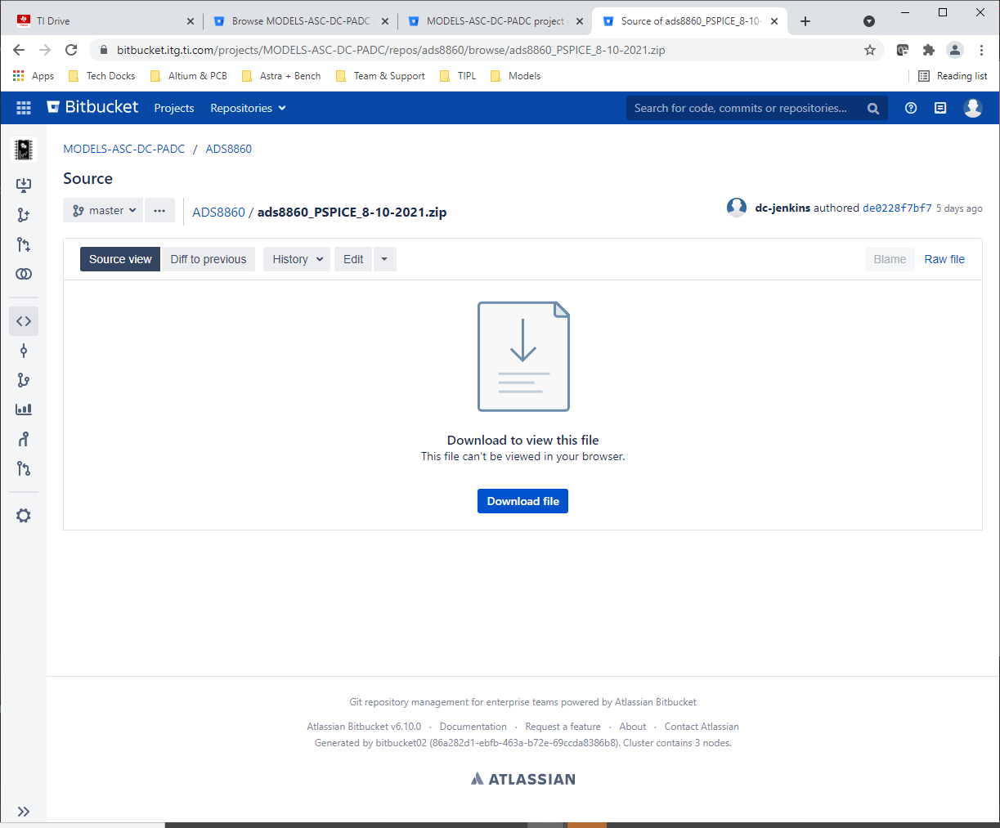 TI Drive
Browse MODELS-ASC-DC-PADC
MODELS-ASC-DC-PADC project
Source of ads8860_PSPICE_8-10-
bitbucket.itg.ti.com/projects/MODELS-ASC-DC-PADC/repos/ads8860/browse/ads8860_PSPICE_8-10-2021.zip
Apps Tech Docks Altium & PCB Astra + Bench Team & Support TIPL Models Reading list
Bitbucket Projects Repositories Search for code, commits or repositories...
MODELS-ASC-DC-PADC / ADS8860
Source
master ADS8860 / ads8860_PSPICE_8-10-2021.zip dc-jenkins authored de0228f7bf7 5 days ago
Source view Diff to previous History Edit Blame Raw file
Download to view this file
This file can't be viewed in your browser.
Download file
Git repository management for enterprise teams powered by Atlassian Bitbucket
Atlassian Bitbucket v6.10.0 · Documentation · Request a feature · About · Contact Atlassian
Generated by bitbucket02 (86a282d1-ebfb-463a-b72e-69ccda8386b8). Cluster contains 3 nodes.
ATLASSIAN